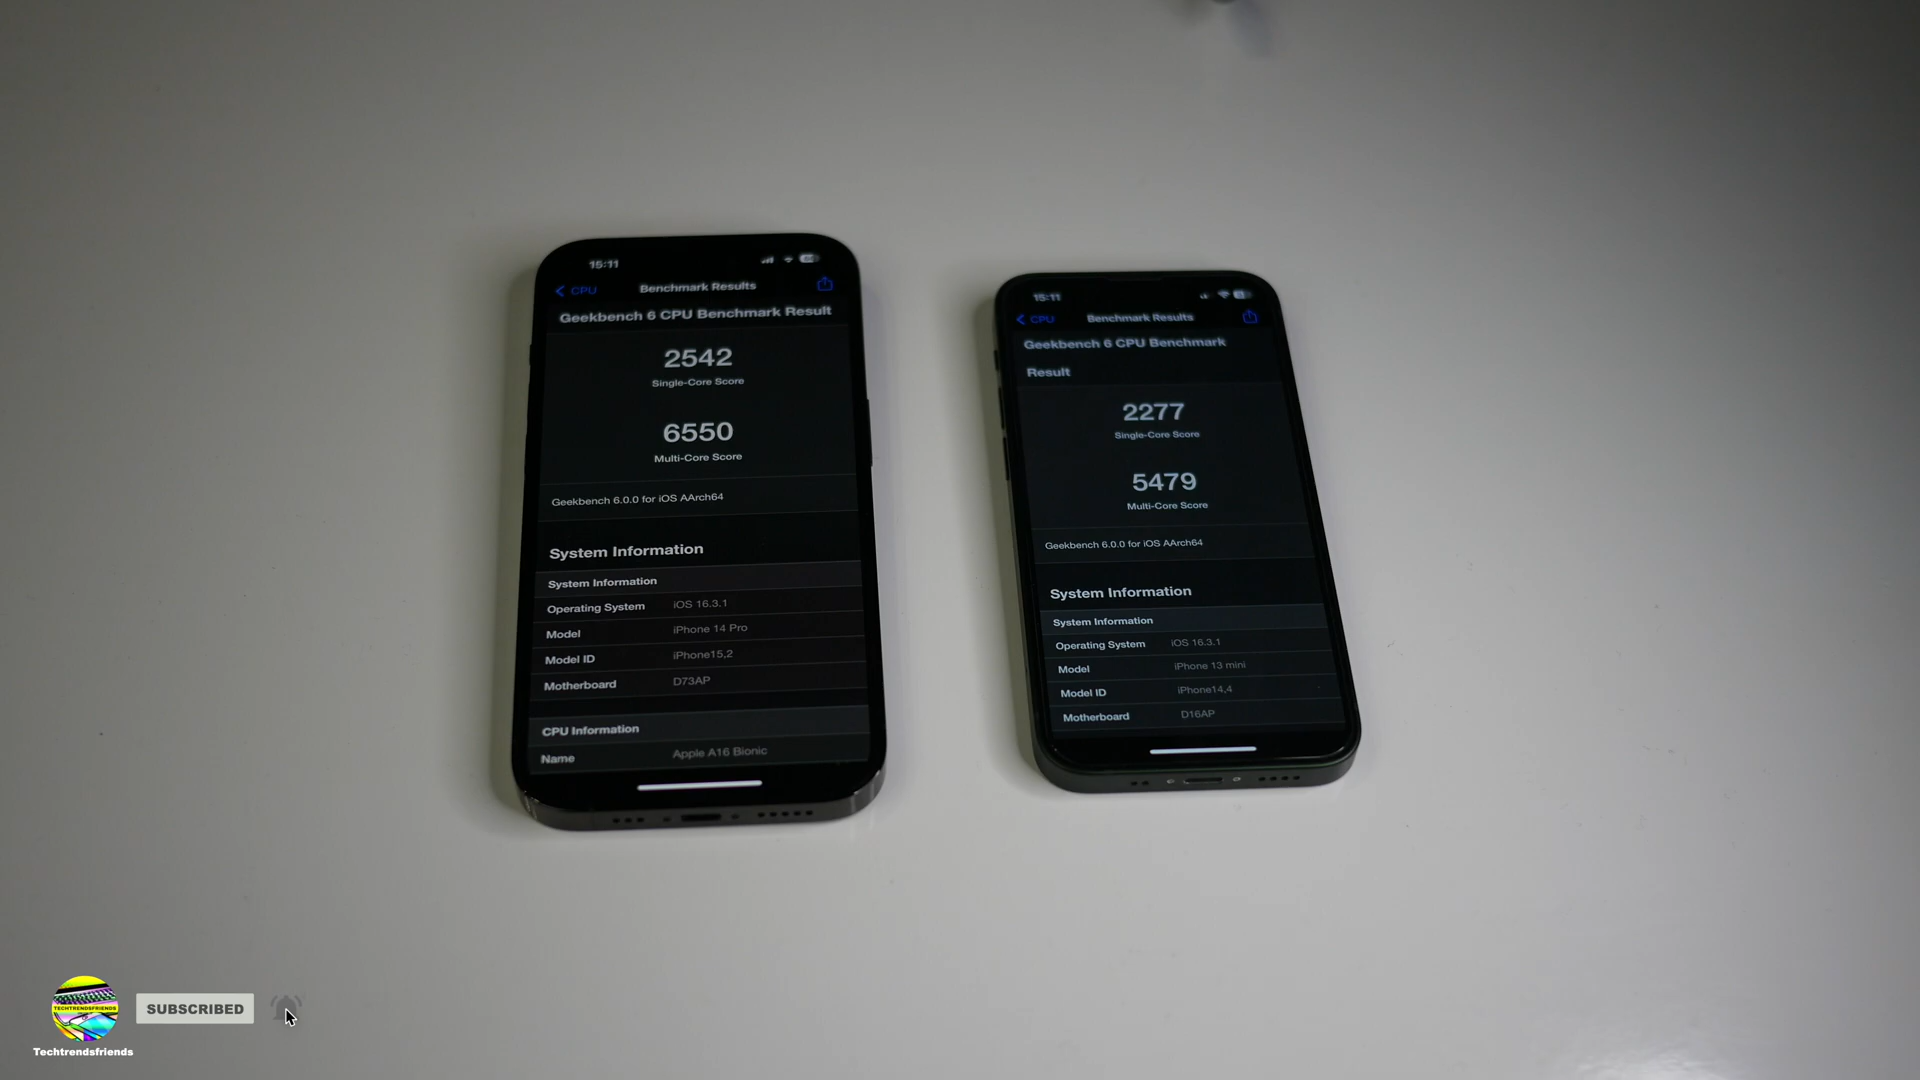 15:11
CPU
Benchmark Results
Geekbench 6 CPU Benchmark Result
2542
Single-Core Score
6550
Multi-Core Score
Geekbench 6.0.0 for iOS AArch64
System Information
System Information
Operating System iOS 16.3.1
Model iPhone 14 Pro
Model ID iPhone15,2
Motherboard D73AP
CPU Information
Name Apple A16 Bionic
15:11
CPU
Benchmark Results
Geekbench 6 CPU Benchmark
Result
2277
Single-Core Score
5479
Multi-Core Score
Geekbench 6.0.0 for iOS AArch64
System Information
System Information
Operating System iOS 16.3.1
Model iPhone 13 mini
Model ID iPhone14,4
Motherboard D16AP
TECHTRENDSFRIENDS
SUBSCRIBED
Techtrendsfriends